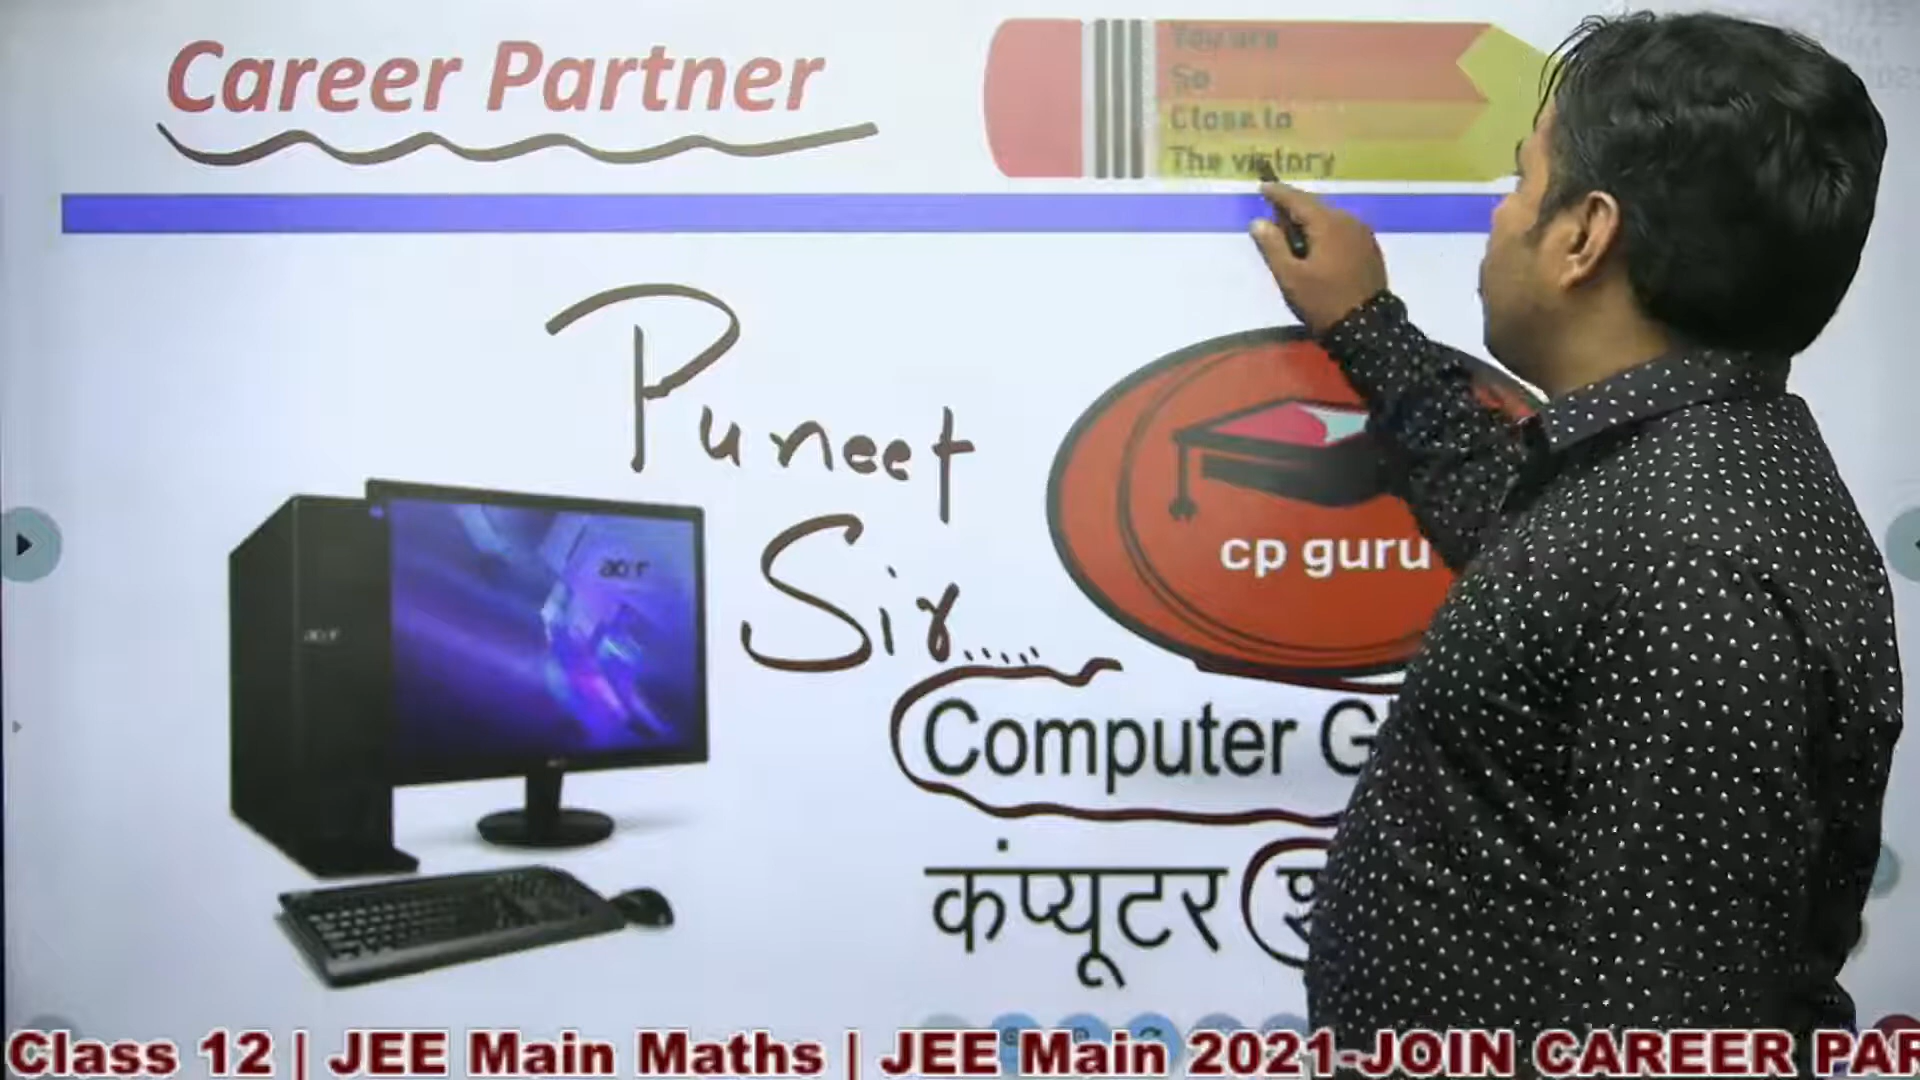 Career Partner
You are
So
Close to
The victory
Puneet
Sir.....
acer
acer
cp guru
Computer
कंप्यूटर
Class 12 | JEE Main Maths | JEE Main 2021-JOIN CAREER PAR